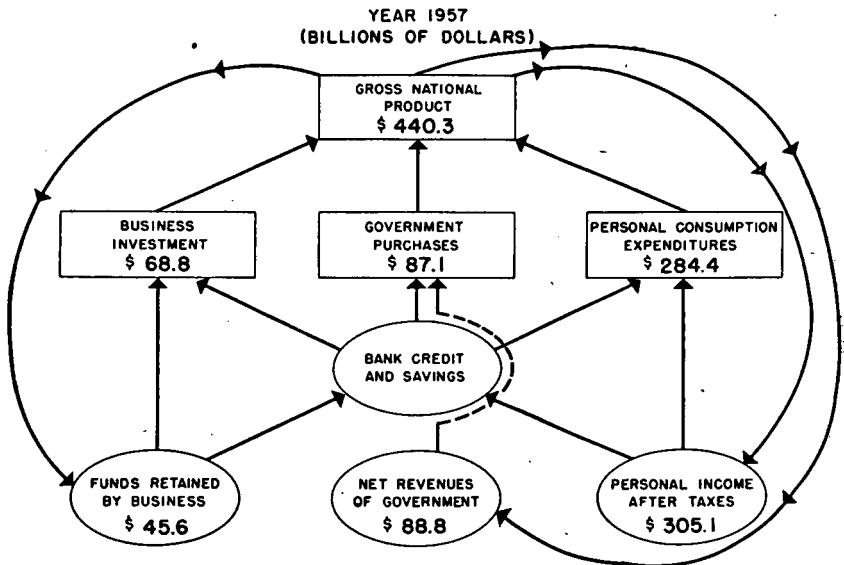 YEAR 1957
(BILLIONS OF DOLLARS)
GROSS NATIONAL
PRODUCT
$ 440.3
BUSINESS
INVESTMENT
$ 68.8
GOVERNMENT
PURCHASES
$ 87.1
PERSONAL CONSUMPTION
EXPENDITURES
$ 284.4
BANK CREDIT
AND SAVINGS
FUNDS RETAINED
BY BUSINESS
$ 45.6
NET REVENUES
OF GOVERNMENT
$ 88.8
PERSONAL INCOME
AFTER TAXES
$ 305.1